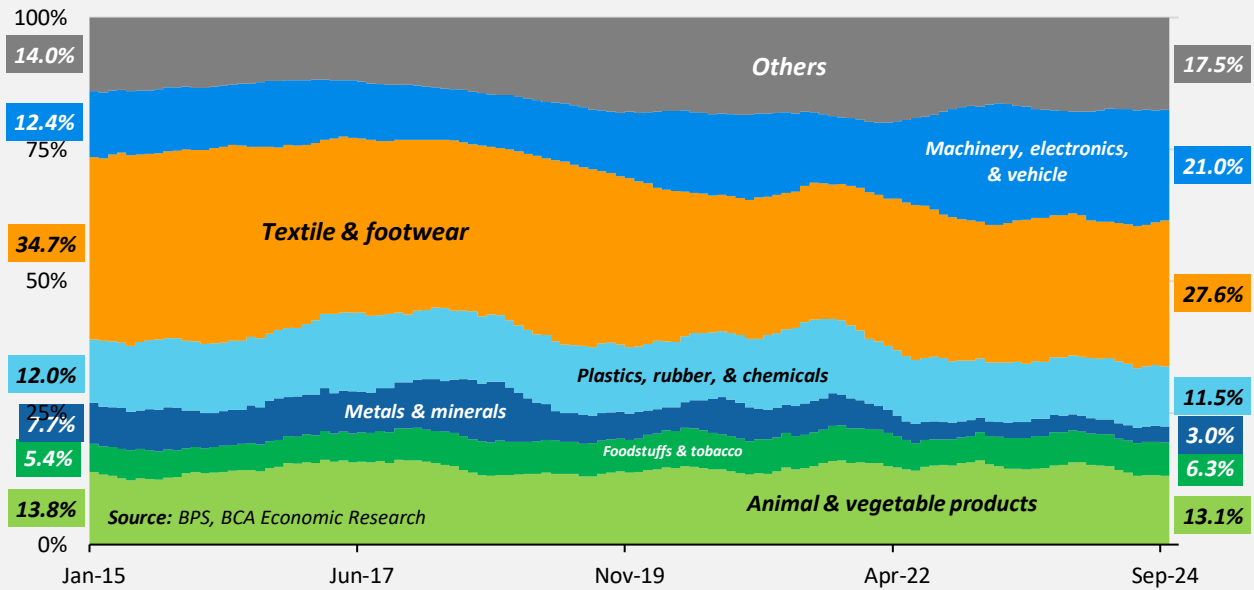 100%
14.0%
Others
17.5%
12.4%
75%
Machinery, electronics,
& vehicle
21.0%
34.7%
Textile & footwear
50%
27.6%
12.0%
Plastics, rubber, & chemicals
11.5%
25%
7.7%
Metals & minerals
3.0%
5.4%
Foodstuffs & tobacco
6.3%
13.8%
Animal & vegetable products
13.1%
Source: BPS, BCA Economic Research
0%
Jan-15
Jun-17
Nov-19
Apr-22
Sep-24